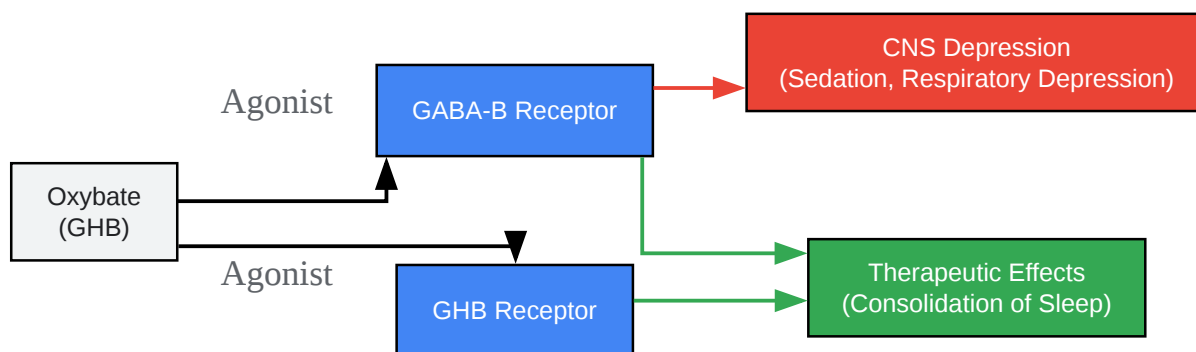 CNS Depression
(Sedation, Respiratory Depression)
Agonist
GABA-B Receptor
Oxybate
(GHB)
Agonist
GHB Receptor
Therapeutic Effects
(Consolidation of Sleep)